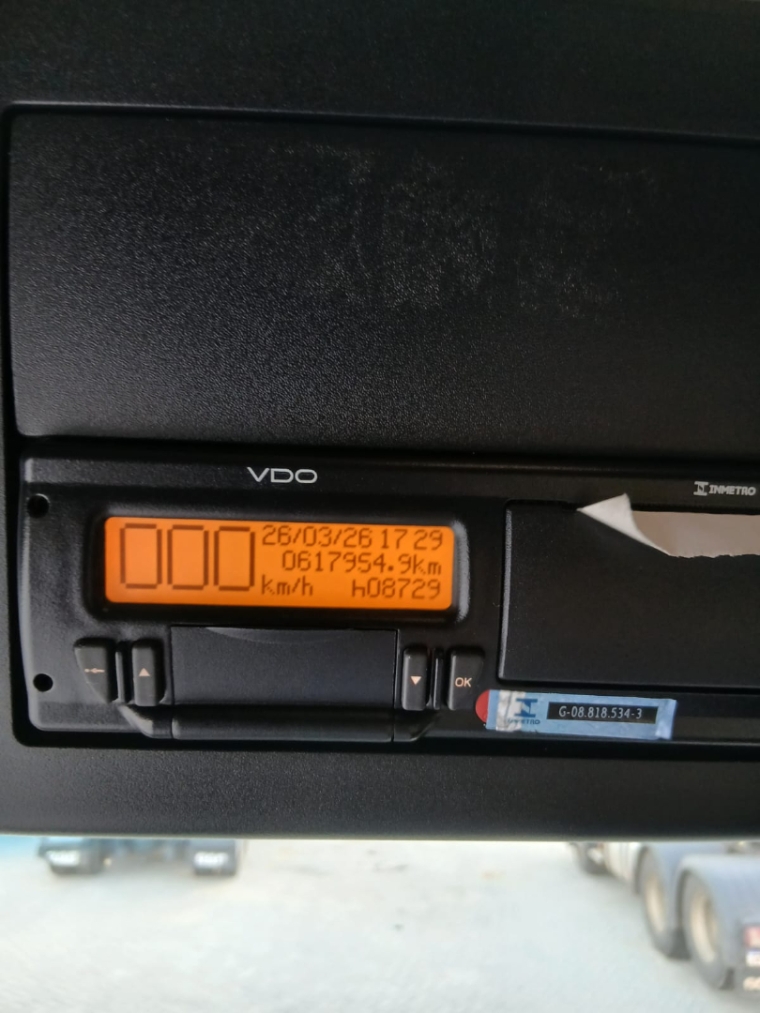 VDO
INMETRO
000 26/03/26 17 29
0617954.9km
km/h h08729
OK
INMETRO G-08.818.534-3